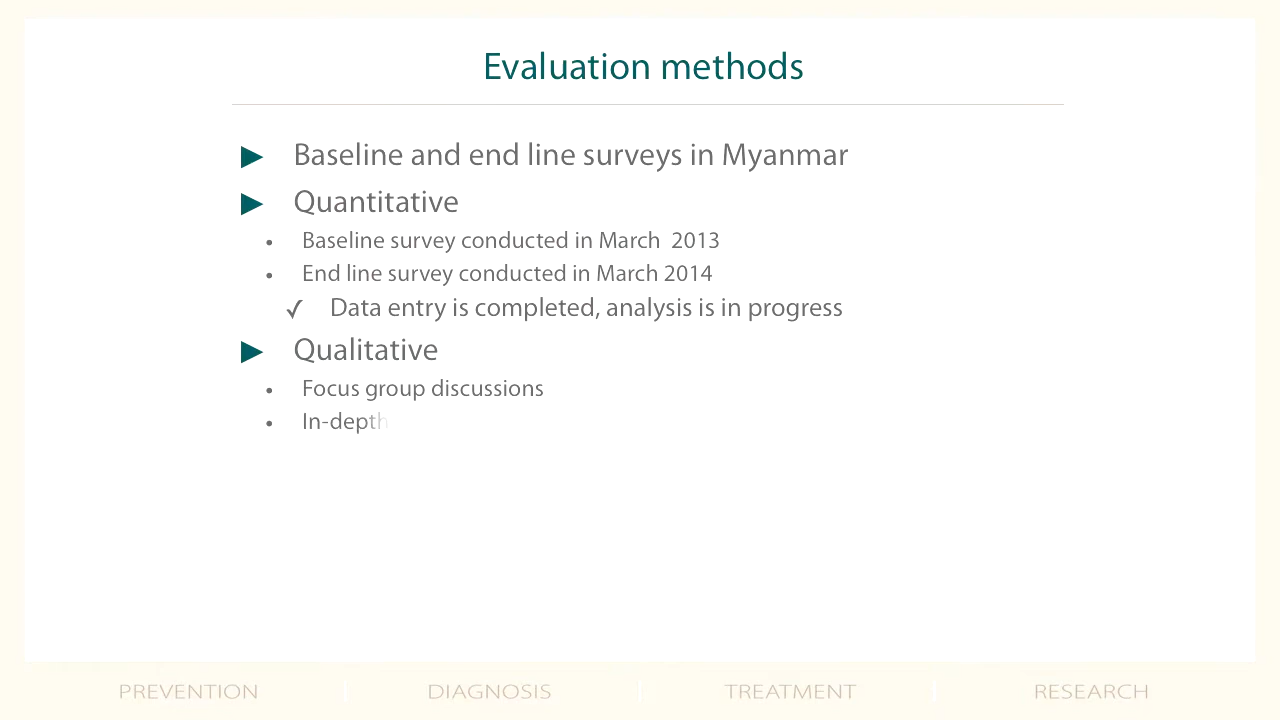 Evaluation methods
▶ Baseline and end line surveys in Myanmar
▶ Quantitative
• Baseline survey conducted in March 2013
• End line survey conducted in March 2014
✓ Data entry is completed, analysis is in progress
▶ Qualitative
• Focus group discussions
• In-depth
PREVENTION DIAGNOSIS TREATMENT RESEARCH